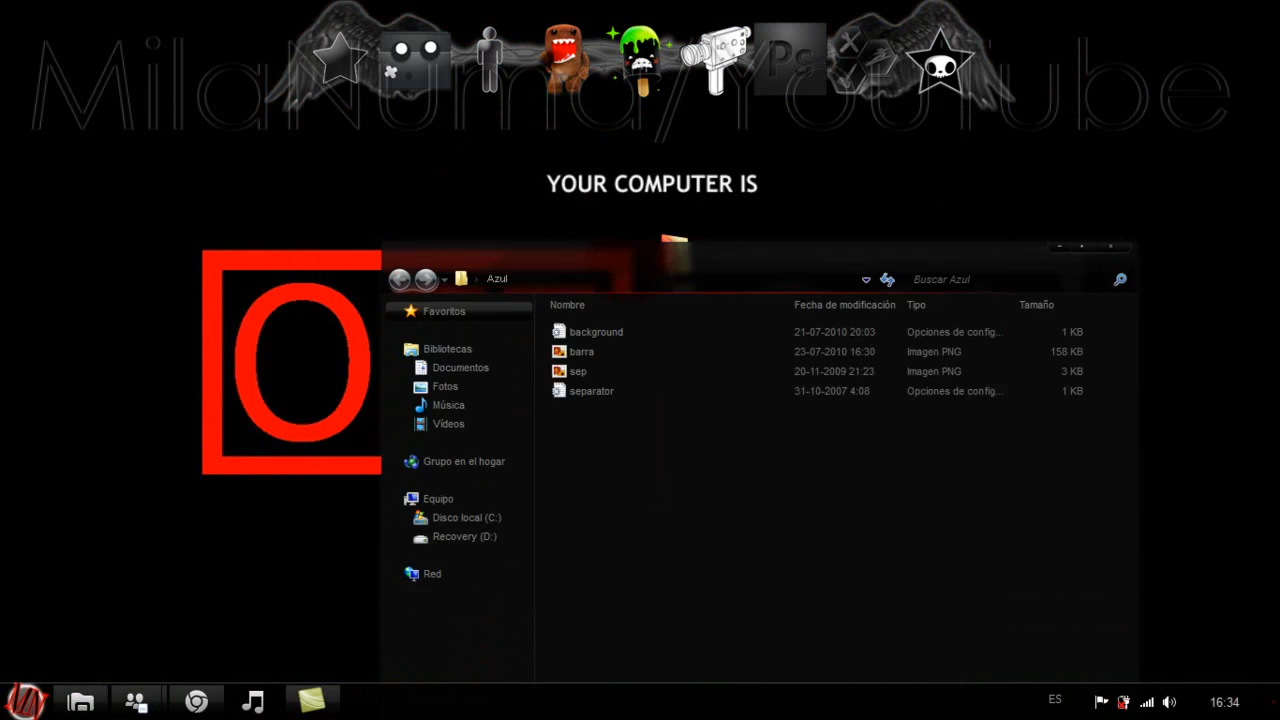 MilaNuma/YouTube
Ps
YOUR COMPUTER IS
O
Azul
Buscar Azul
Favoritos
Bibliotecas
Documentos
Fotos
Música
Vídeos
Grupo en el hogar
Equipo
Disco local (C:)
Recovery (D:)
Red
Nombre Fecha de modificación Tipo Tamaño
background 21-07-2010 20:03 Opciones de config... 1 KB
barra 23-07-2010 16:30 Imagen PNG 158 KB
sep 20-11-2009 21:23 Imagen PNG 3 KB
separator 31-10-2007 4:08 Opciones de config... 1 KB
ES 16:34